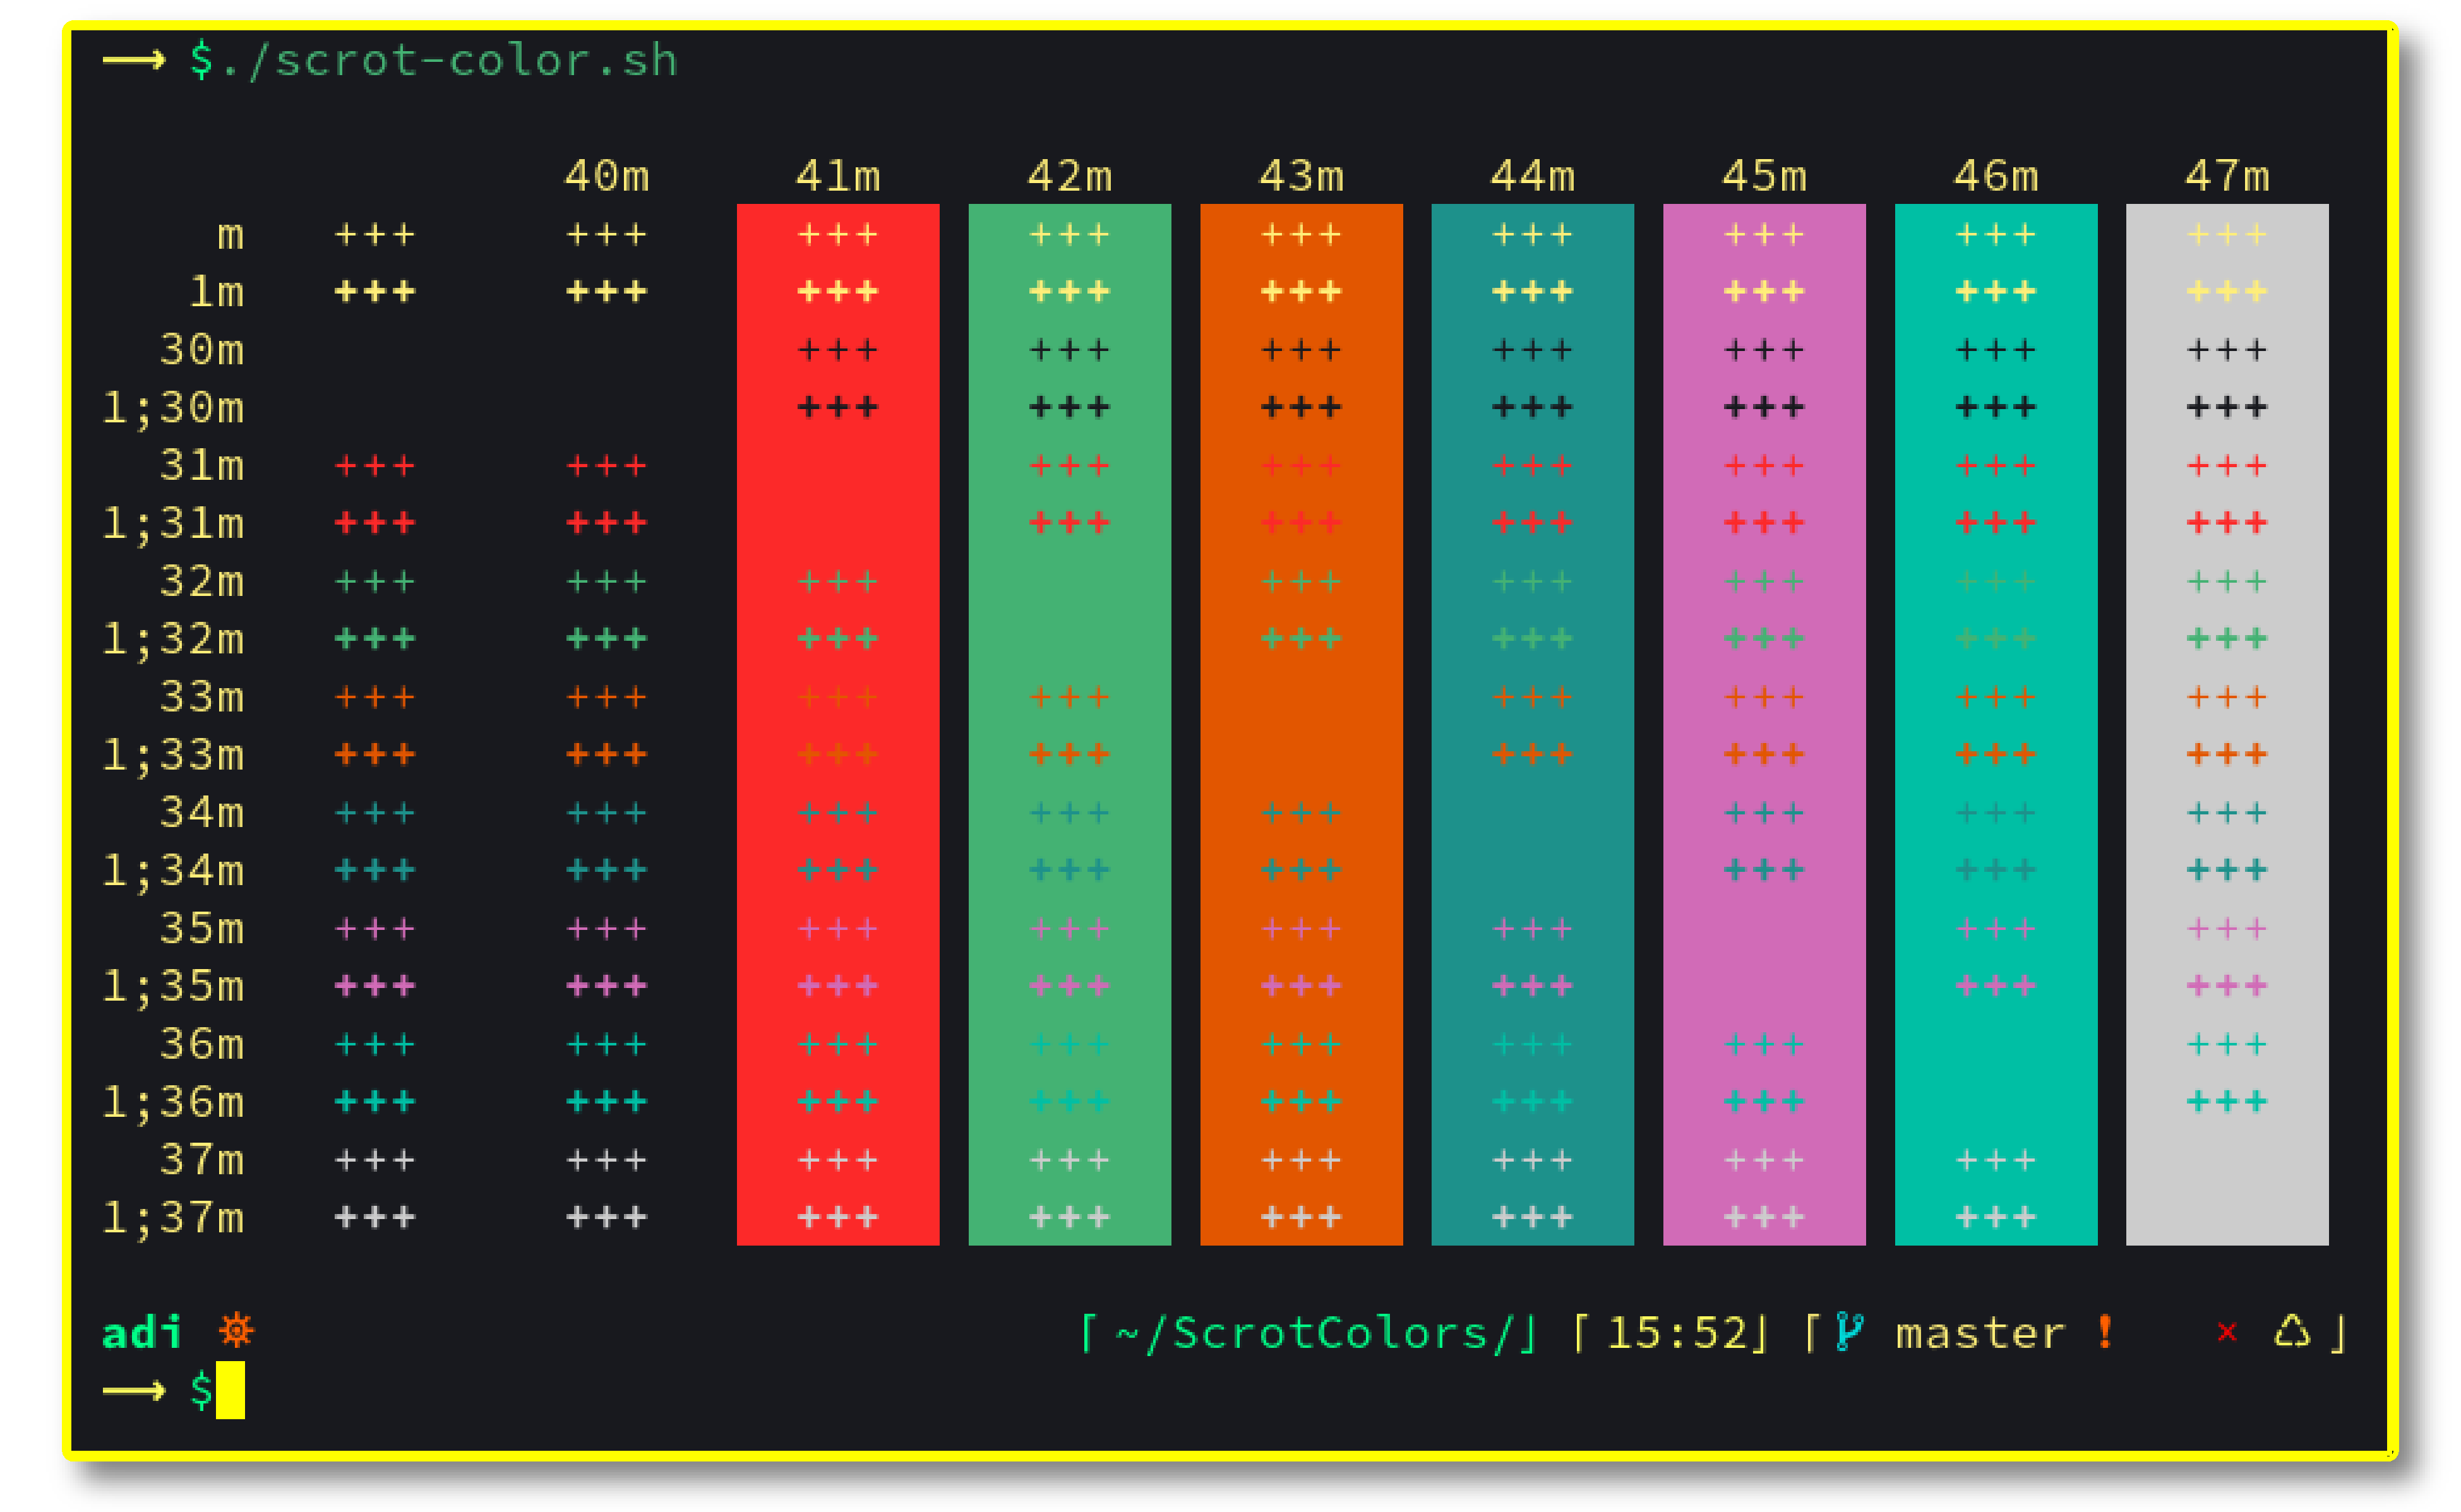 ⟶ $./scrot-color.sh
40m 41m 42m 43m 44m 45m 46m 47m
m +++ +++ +++ +++ +++ +++ +++ +++ +++
1m +++ +++ +++ +++ +++ +++ +++ +++ +++
30m +++ +++ +++ +++ +++ +++ +++
1;30m +++ +++ +++ +++ +++ +++ +++
31m +++ +++ +++ +++ +++ +++ +++ +++
1;31m +++ +++ +++ +++ +++ +++ +++ +++
32m +++ +++ +++ +++ +++ +++ +++ +++
1;32m +++ +++ +++ +++ +++ +++ +++ +++
33m +++ +++ +++ +++ +++ +++ +++ +++
1;33m +++ +++ +++ +++ +++ +++ +++ +++
34m +++ +++ +++ +++ +++ +++ +++ +++
1;34m +++ +++ +++ +++ +++ +++ +++ +++
35m +++ +++ +++ +++ +++ +++ +++ +++
1;35m +++ +++ +++ +++ +++ +++ +++ +++
36m +++ +++ +++ +++ +++ +++ +++ +++
1;36m +++ +++ +++ +++ +++ +++ +++ +++
37m +++ +++ +++ +++ +++ +++ +++ +++
1;37m +++ +++ +++ +++ +++ +++ +++ +++
adi ⎈ ⌈~/ScrotColors/⌋ ⌈15:52⌋ ⌈ master ! × ♺ ⌋
⟶ $